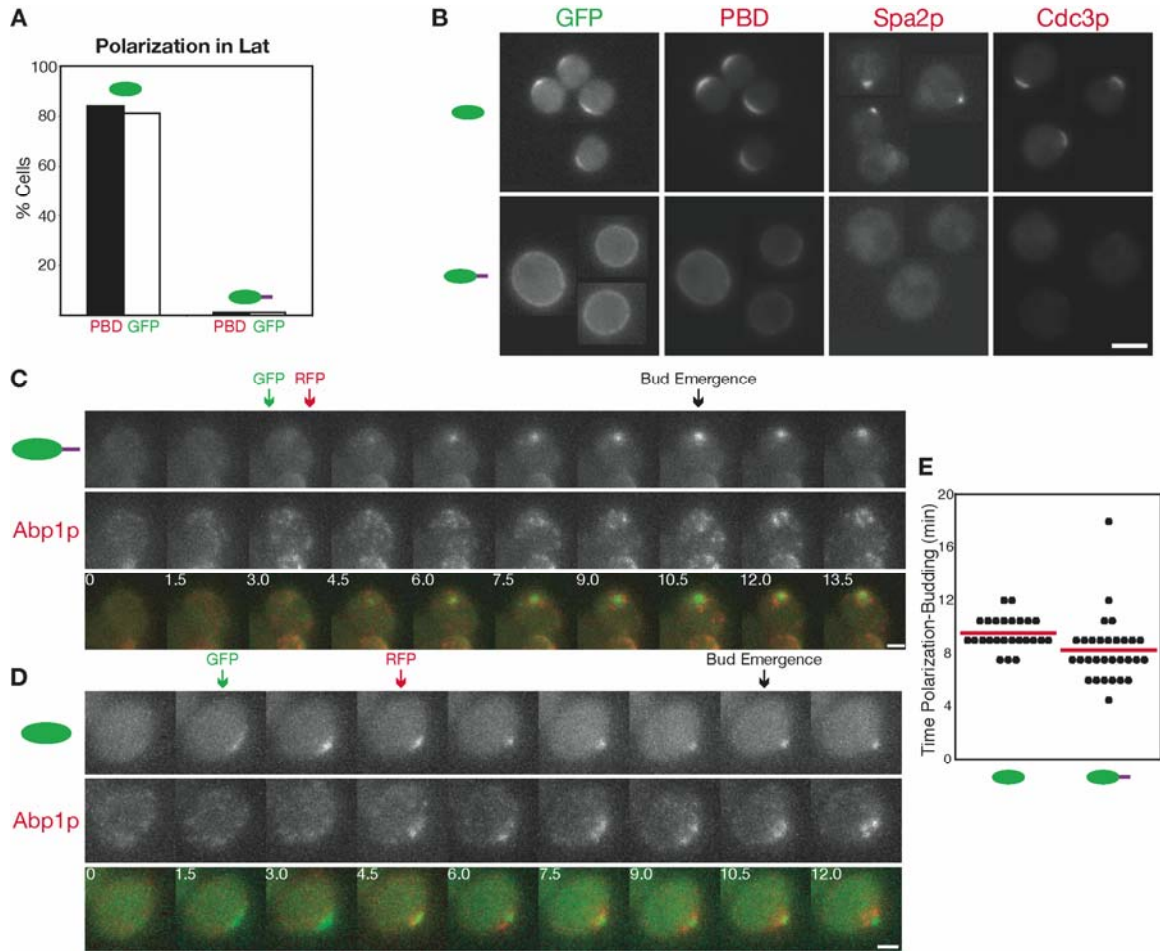 A
Polarization in Lat
100
80
60
40
20
% Cells
PBD GFP PBD GFP
B
GFP PBD Spa2p Cdc3p
C
GFP RFP Bud Emergence
Abp1p
0 1.5 3.0 4.5 6.0 7.5 9.0 10.5 12.0 13.5
D
GFP RFP Bud Emergence
Abp1p
0 1.5 3.0 4.5 6.0 7.5 9.0 10.5 12.0
E
20
16
12
8
4
0
Time Polarization-Budding (min)